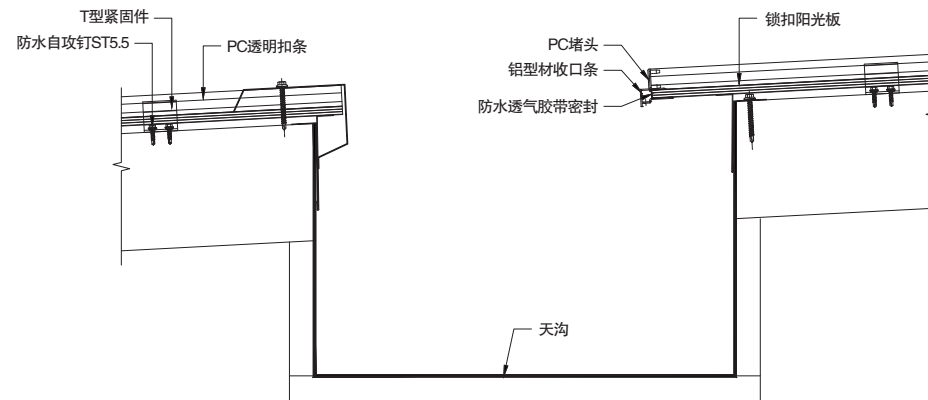 T型紧固件
防水自攻钉ST5.5
PC透明扣条
锁扣阳光板
PC堵头
铝型材收口条
防水透气胶带密封
天沟